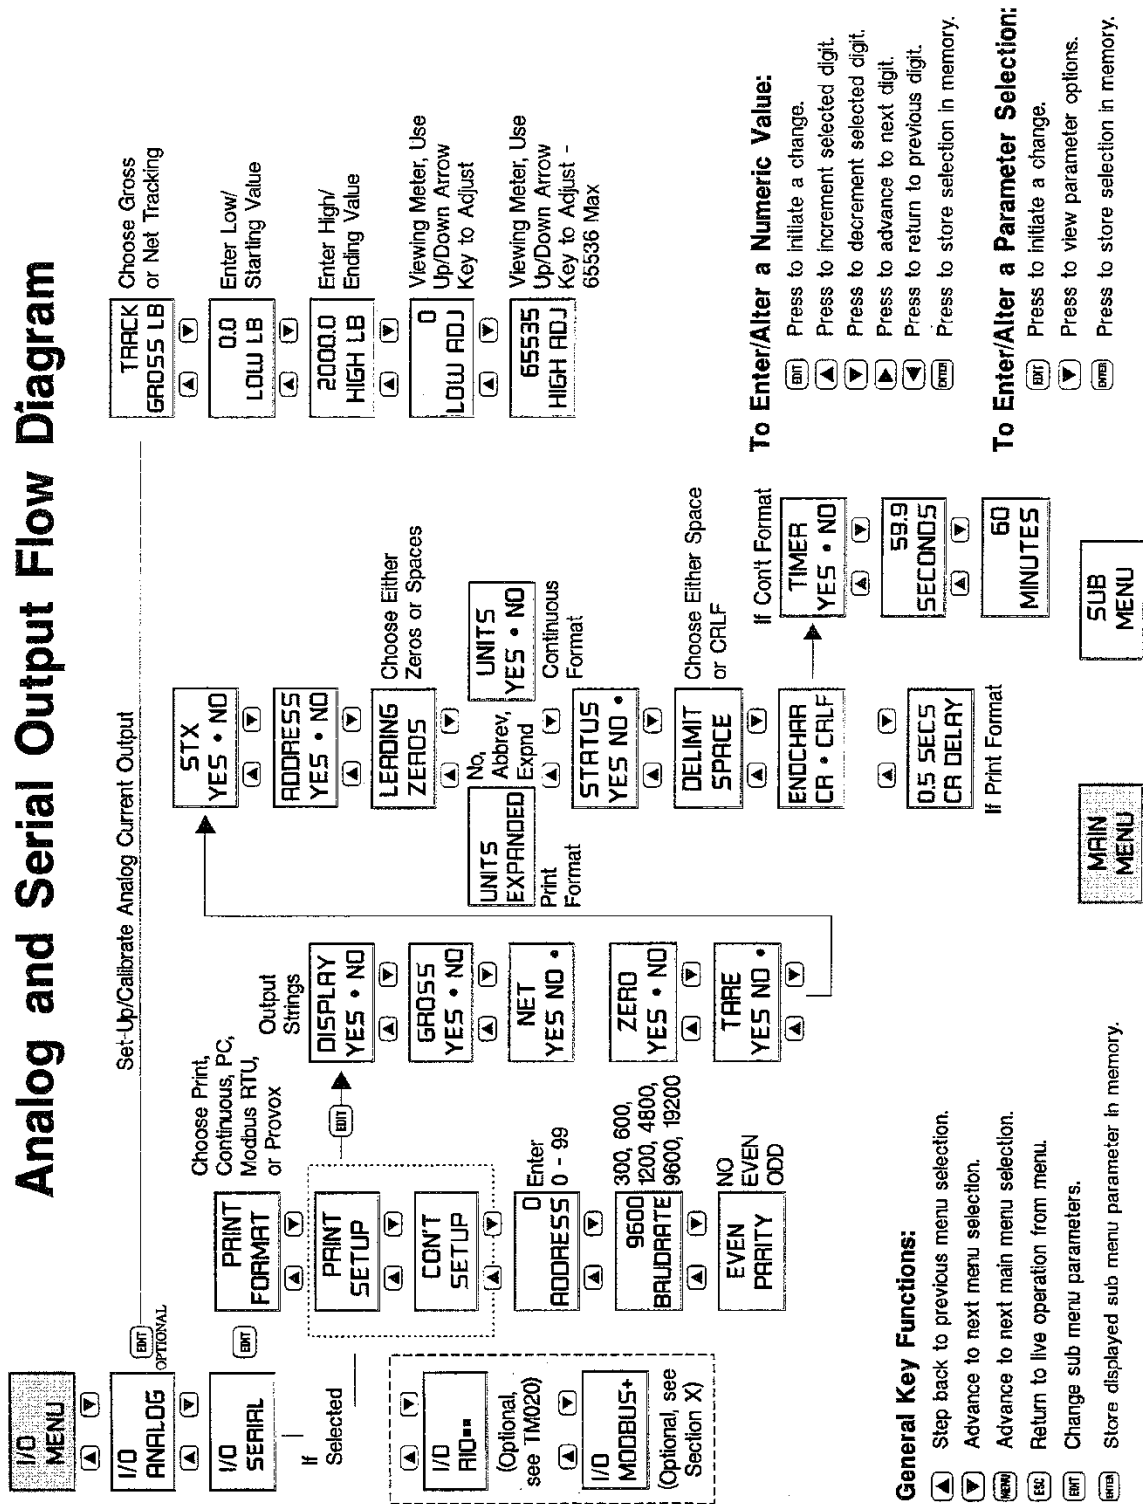 Analog and Serial Output Flow Diagram
I/O
MENU
I/O
ANALOG
EDIT
OPTIONAL
Set-Up/Calibrate Analog Current Output
TRACK
GROSS LB
Choose Gross
or Net Tracking
0.0
LOW LB
Enter Low/
Starting Value
2000.0
HIGH LB
Enter High/
Ending Value
0
LOW ADJ
Viewing Meter, Use
Up/Down Arrow
Key to Adjust
65535
HIGH ADJ
Viewing Meter, Use
Up/Down Arrow
Key to Adjust -
65536 Max
I/O
SERIAL
EDIT
If
Selected
I/O
RIO
(Optional,
see TM020)
I/O
MODBUS+
(Optional, see
Section X)
PRINT
FORMAT
Choose Print,
Continuous, PC,
Modbus RTU,
or Provox
PRINT
SETUP
CON'T
SETUP
EDIT
0
ADDRESS
Enter
0 - 99
9600
BAUDRATE
300, 600,
1200, 4800,
9600, 19200
EVEN
PARITY
NO
EVEN
ODD
Output
Strings
DISPLAY
YES • NO
GROSS
YES • NO
NET
YES NO •
ZERO
YES • NO
TARE
YES NO •
STX
YES • NO
ADDRESS
YES • NO
LEADING
ZEROS
Choose Either
Zeros or Spaces
UNITS
EXPANDED
Print
Format
No,
Abbrev,
Expnd
UNITS
YES • NO
Continuous
Format
STATUS
YES NO •
DELIMIT
SPACE
Choose Either Space
or CRLF
ENDCHAR
CR • CRLF
0.5 SECS
CR DELAY
If Print Format
If Con't Format
TIMER
YES • NO
59.9
SECONDS
60
MINUTES
MAIN
MENU
SUB
MENU
General Key Functions:
▲ Step back to previous menu selection.
▼ Advance to next menu selection.
MENU Advance to next main menu selection.
ESC Return to live operation from menu.
EDIT Change sub menu parameters.
ENTER Store displayed sub menu parameter in memory.
To Enter/Alter a Numeric Value:
EDIT Press to initiate a change.
▲ Press to increment selected digit.
▼ Press to decrement selected digit.
▶ Press to advance to next digit.
◀ Press to return to previous digit.
ENTER Press to store selection in memory.
To Enter/Alter a Parameter Selection:
EDIT Press to initiate a change.
▼ Press to view parameter options.
ENTER Press to store selection in memory.